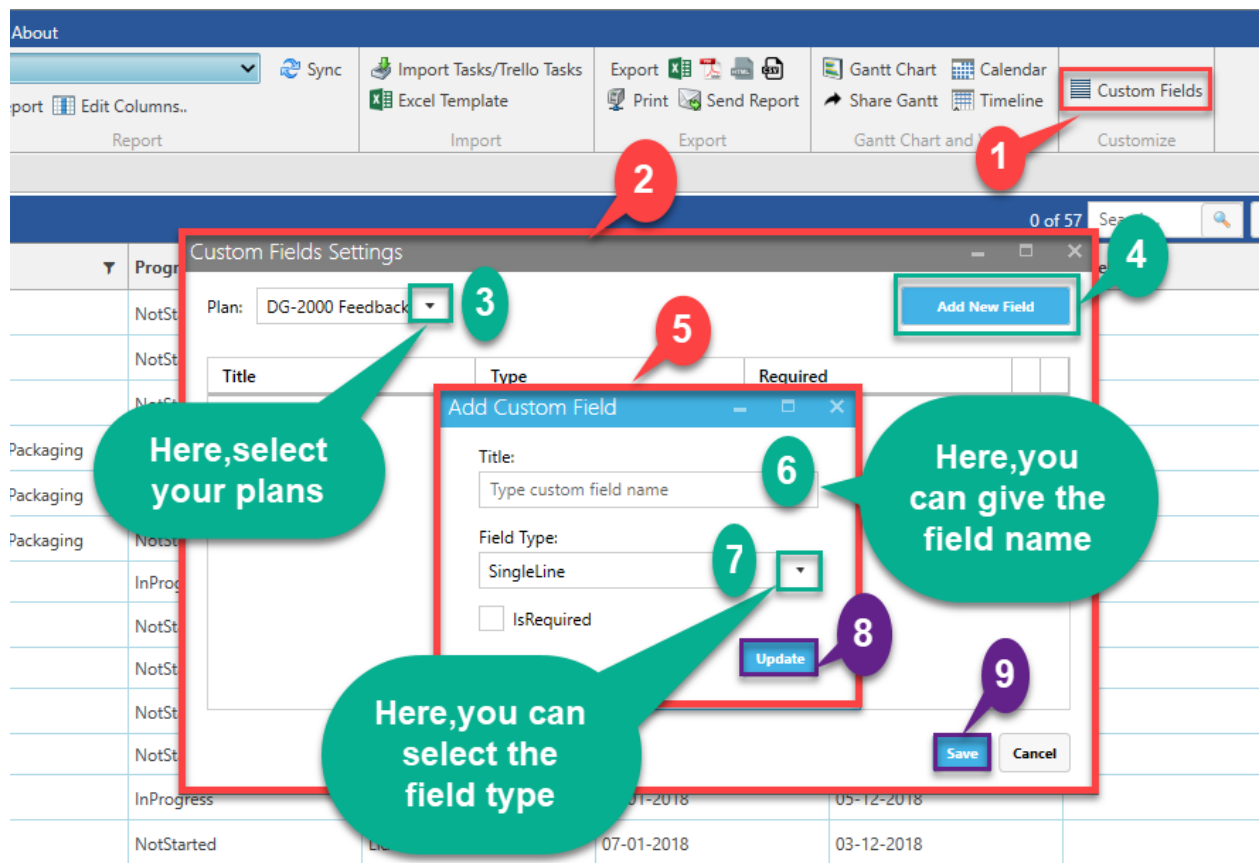 About
Sync
Import Tasks/Trello Tasks
Export
Gantt Chart
Calendar
Custom Fields
port
Edit Columns..
Excel Template
Print
Send Report
Share Gantt
Timeline
Report
Import
Export
Gantt Chart and
Customize
1
2
0 of 57
Custom Fields Settings
4
Progr
Plan:
DG-2000 Feedback
3
Add New Field
NotSt
5
NotSt
Title
Type
Required
Add Custom Field
Packaging
Here,select
your plans
Title:
Type custom field name
6
Here,you
can give the
field name
Packaging
Packaging
Field Type:
SingleLine
7
InProg
IsRequired
NotSt
8
Update
NotSt
9
Here,you can
select the
field type
NotSt
NotSt
Save
Cancel
InProgress
05-12-2018
NotStarted
07-01-2018
03-12-2018